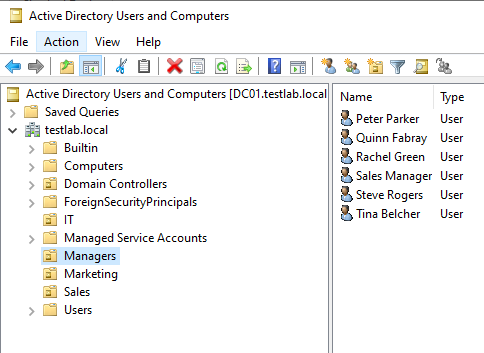 Active Directory Users and Computers
File Action View Help
Active Directory Users and Computers [DC01.testlab.local
Saved Queries
testlab.local
Builtin
Computers
Domain Controllers
ForeignSecurityPrincipals
IT
Managed Service Accounts
Managers
Marketing
Sales
Users
Name Type
Peter Parker User
Quinn Fabray User
Rachel Green User
Sales Manager User
Steve Rogers User
Tina Belcher User